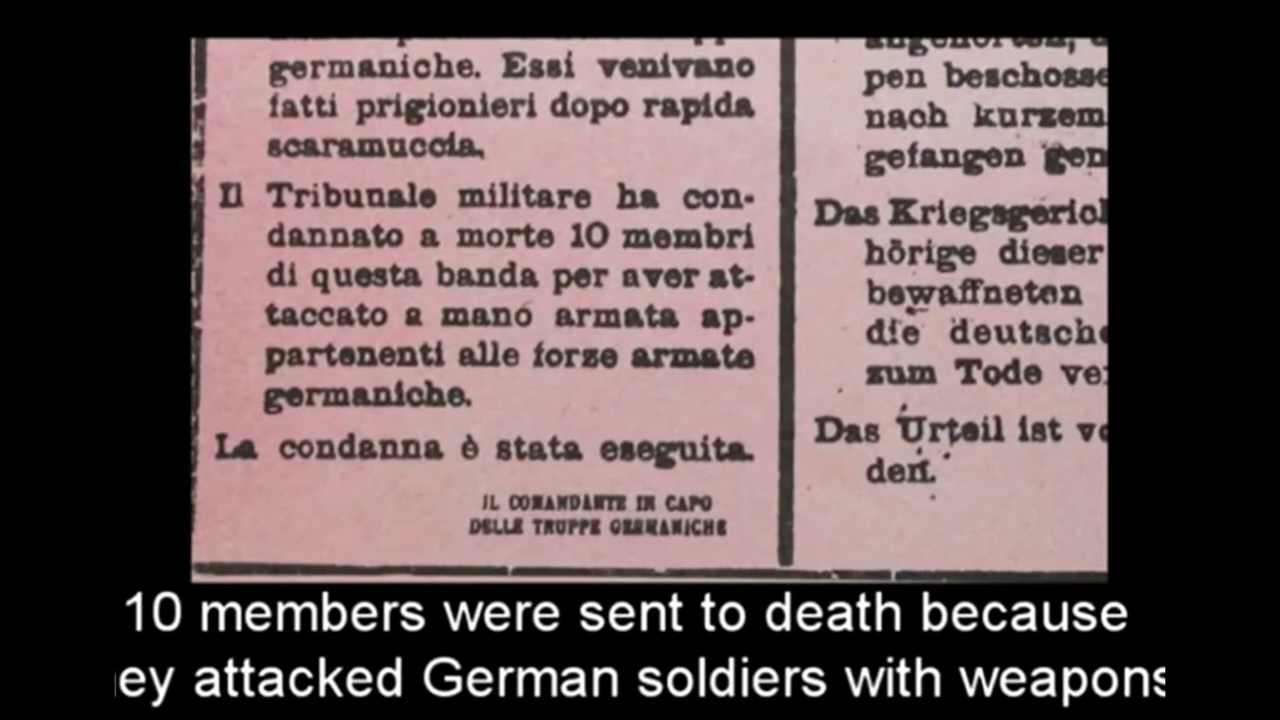 germaniche. Essi venivano
fatti prigionieri dopo rapida
scaramuccia.
Il Tribunale militare ha con-
dannato a morte 10 membri
di questa banda per aver at-
taccato a mano armata ap-
partenenti alle forze armate
germaniche.
La condanna è stata eseguita.
IL COMANDANTE IN CAPO
DELLE TRUPPE GERMANICHE
pen beschosse
nach kurzem
gefangen gen
Das Kriegsgeric
hörige dieser
bewaffneten
die deutsche
zum Tode ve
Das Urteil ist vo
den.
10 members were sent to death because
ey attacked German soldiers with weapons